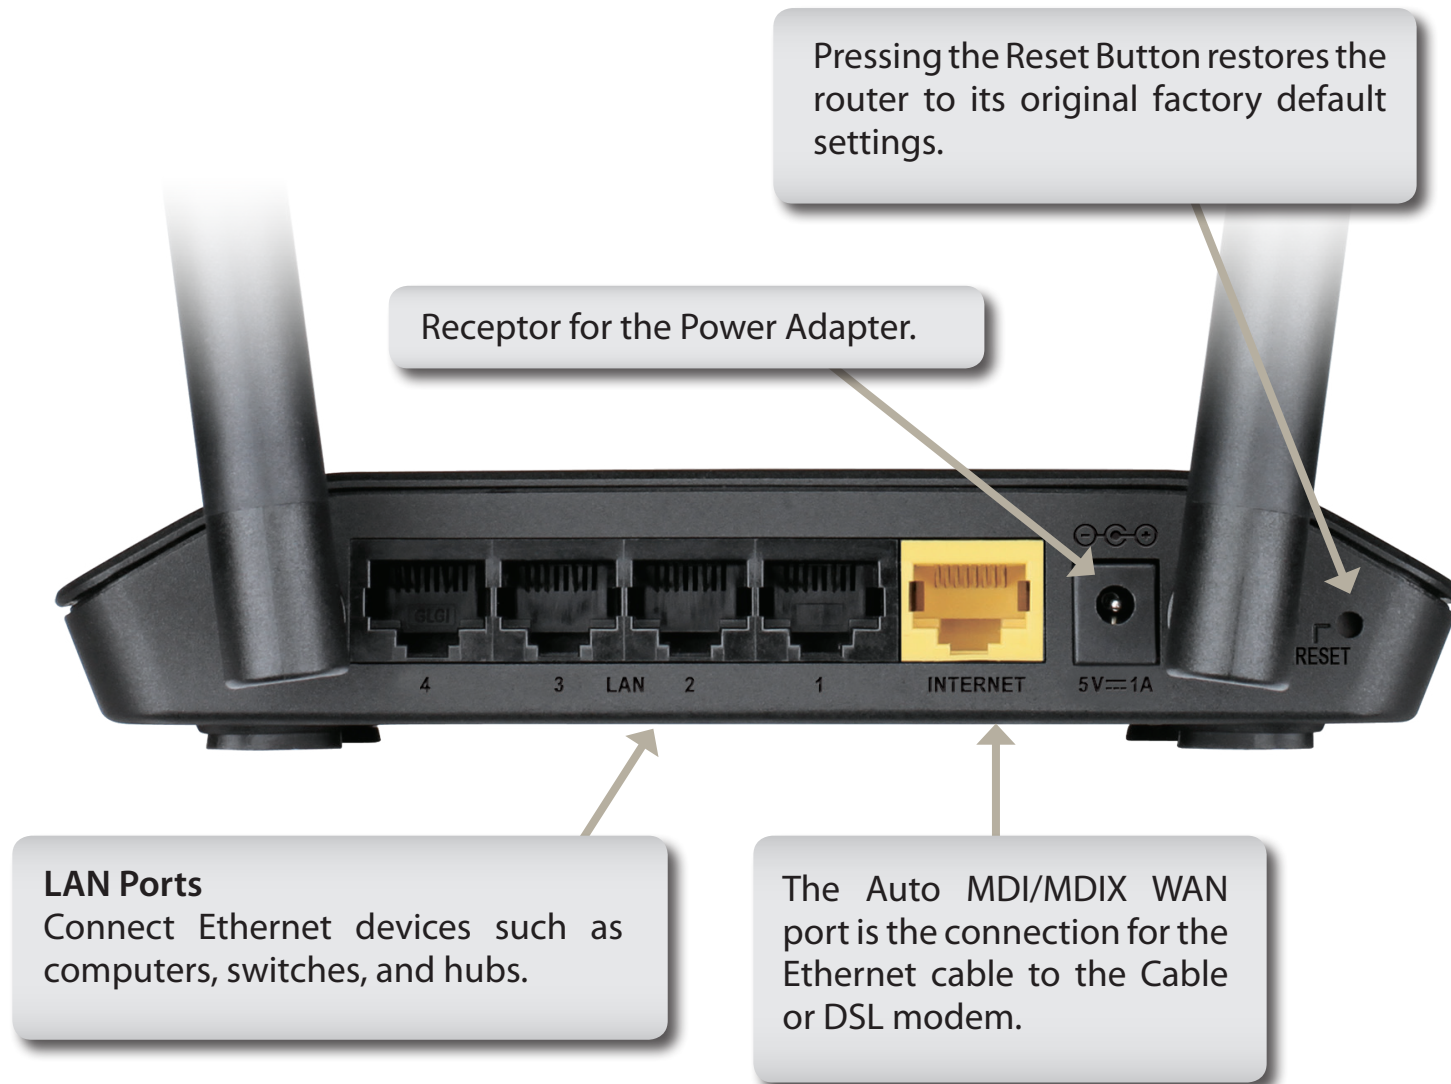 Pressing the Reset Button restores the
router to its original factory default
settings.
Receptor for the Power Adapter.
GLGI
4 3 LAN 2 1 INTERNET 5V⎓1A
RESET
LAN Ports
Connect Ethernet devices such as
computers, switches, and hubs.
The Auto MDI/MDIX WAN
port is the connection for the
Ethernet cable to the Cable
or DSL modem.